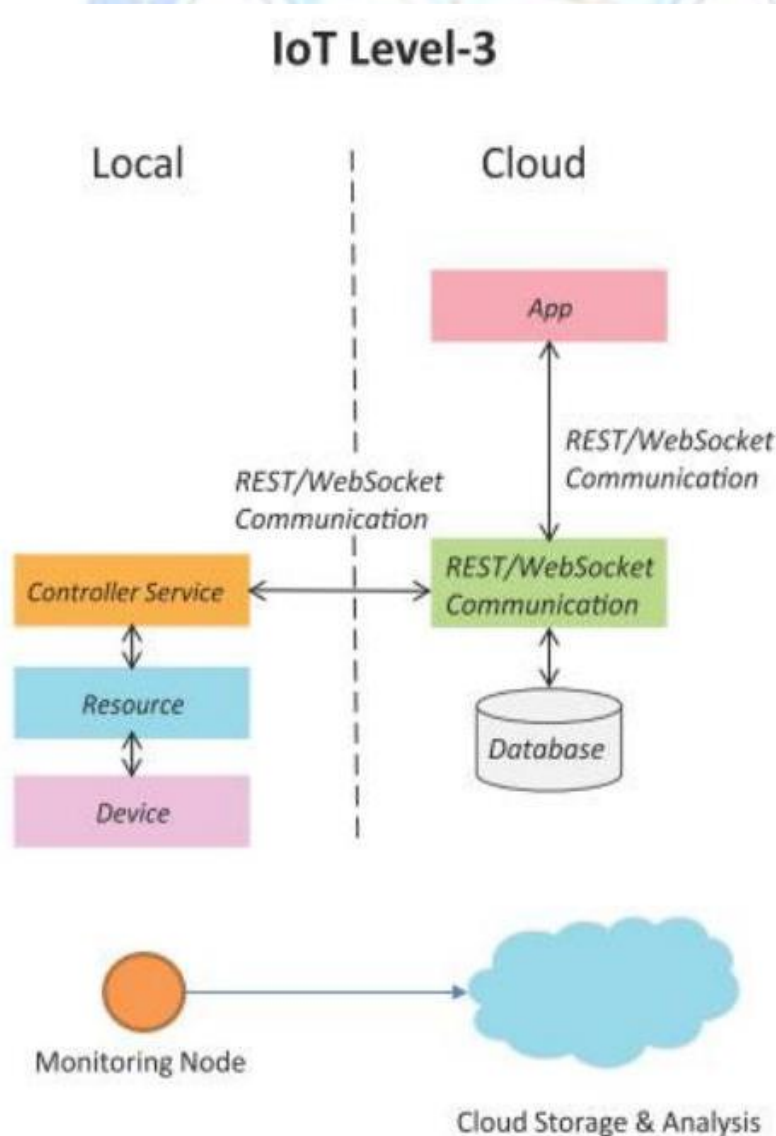 IoT Level-3
Local
Cloud
App
REST/WebSocket
Communication
REST/WebSocket
Communication
Controller Service
REST/WebSocket
Communication
Resource
Database
Device
Monitoring Node
Cloud Storage & Analysis